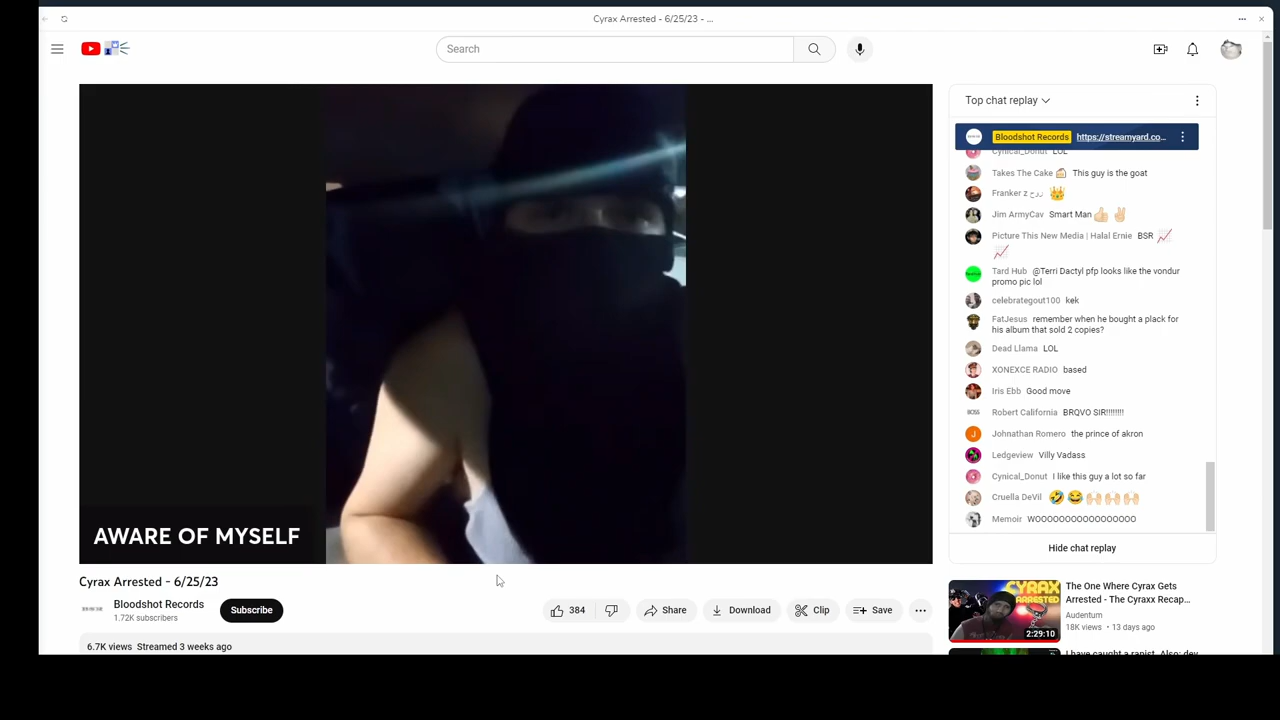 Cyrax Arrested - 6/25/23 - ...
Search
Top chat replay
Bloodshot Records https://streamyard.co...
Cynical_Donut LOL
Takes The Cake 🍰 This guy is the goat
Jim ArmyCav Smart Man👍🏻✌🏻
Picture This New Media | Halal Ernie BSR 📈
📈
Tard Hub @Terri Dactyl pfp looks like the vondur
promo pic lol
celebrategout100 kek
FatJesus remember when he bought a plack for
his album that sold 2 copies?
Dead Llama LOL
XONEXCE RADIO based
Iris Ebb Good move
Robert California BRQVO SIR!!!!!!!!
J
Johnathan Romero the prince of akron
Ledgeview Villy Vadass
Cynical_Donut I like this guy a lot so far
Cruella DeVil 🤣😂🙌🏻🙌🏻🙌🏻
Memoir WOOOOOOOOOOOOOOOOO
Hide chat replay
AWARE OF MYSELF
Cyrax Arrested - 6/25/23
Bloodshot Records
1.72K subscribers
Subscribe
384
Share
Download
Clip
Save
6.7K views Streamed 3 weeks ago
CYRAX
ARRESTED
2:29:10
The One Where Cyrax Gets
Arrested - The Cyraxx Recap...
Audentum
18K views • 13 days ago
I have caught a rapist. Also: dev